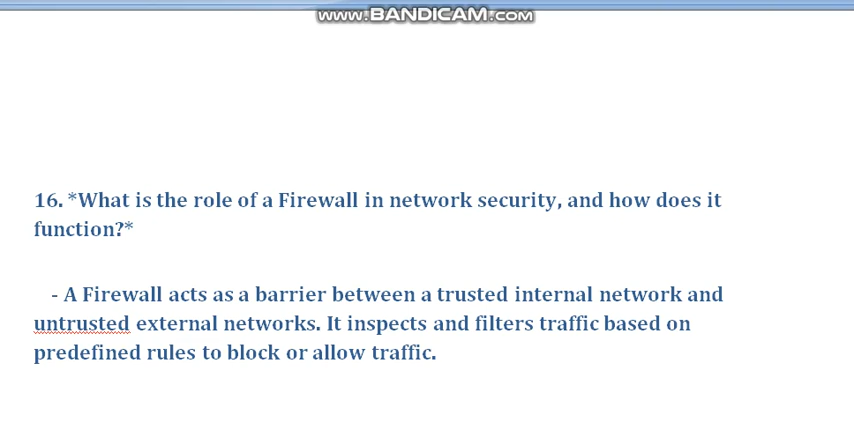 www.BANDICAM.com
16. *What is the role of a Firewall in network security, and how does it
function?*
- A Firewall acts as a barrier between a trusted internal network and
untrusted external networks. It inspects and filters traffic based on
predefined rules to block or allow traffic.